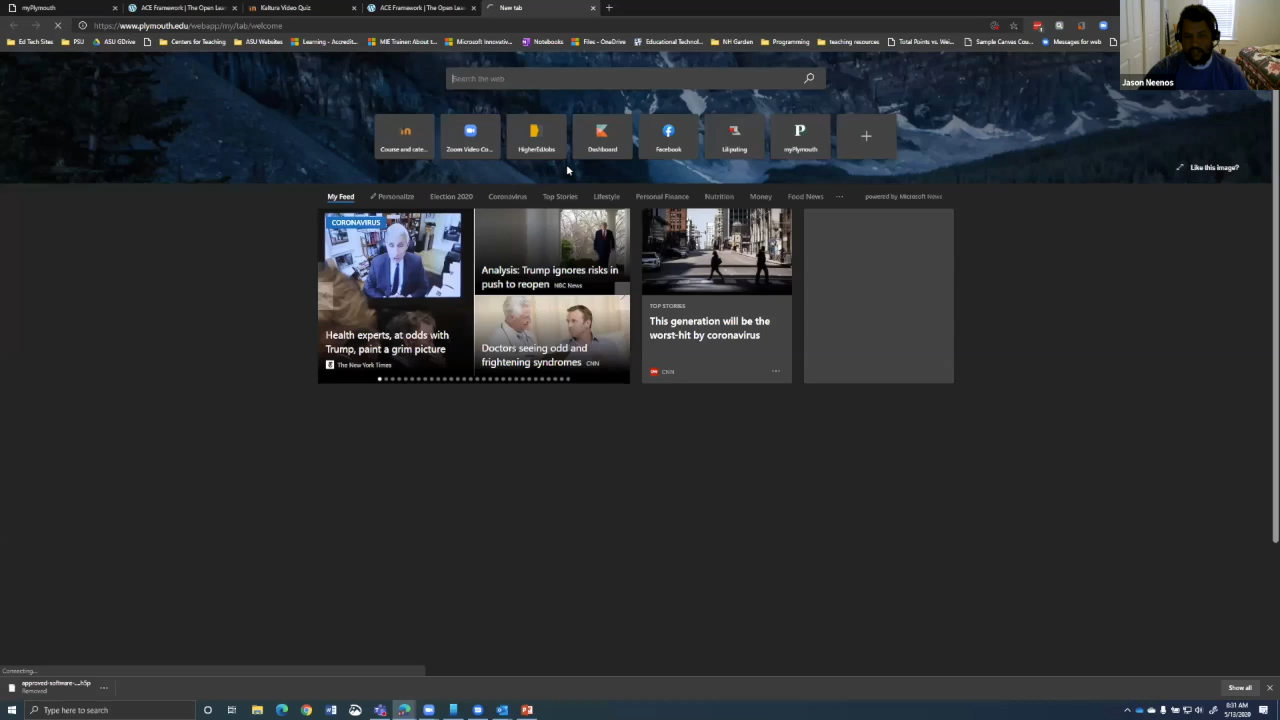 myPlymouth
ACE Framework | The Open Lear
Kaltura Video Quiz
ACE Framework | The Open Lear
New tab
https://www.plymouth.edu/webapp/my/tab/welcome
Ed Tech Sites
PSU
ASU GDrive
Centers for Teaching
ASU Websites
Learning - Accredit...
MIE Trainer: About t...
Microsoft Innovativ...
Notebooks
Files - OneDrive
Educational Technol...
NH Garden
Programming
teaching resources
Total Points vs. Wei...
Sample Canvas Cou...
Messages for web
Jason Neenos
Search the web
Course and cate...
Zoom Video Co...
HigherEdJobs
Dashboard
Facebook
Liliputing
myPlymouth
Like this image?
My Feed
Personalize
Election 2020
Coronavirus
Top Stories
Lifestyle
Personal Finance
Nutrition
Money
Food News
...
powered by Microsoft News
CORONAVIRUS
Health experts, at odds with
Trump, paint a grim picture
The New York Times
Analysis: Trump ignores risks in
push to reopen NBC News
Doctors seeing odd and
frightening syndromes CNN
TOP STORIES
This generation will be the
worst-hit by coronavirus
CNN
Connecting...
approved-software-....h5p
Removed
Show all
Type here to search
8:31 AM
5/13/2020